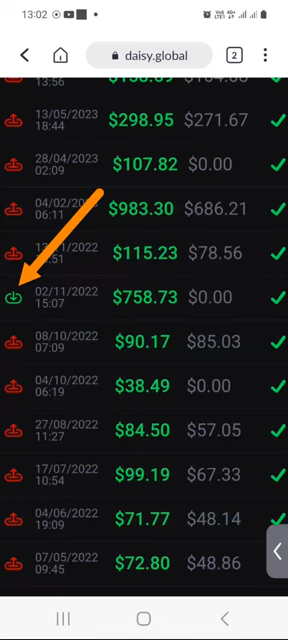 13:02
Vo) 4G+
LTE1
daisy.global
2
13:56
13/05/2023 $298.95 $271.67
18:44
28/04/2023 $107.82 $0.00
02:09
$983.30 $686.21
06:11
$115.23 $78.56
02/11/2022 $758.73 $0.00
15:07
08/10/2022 $90.17 $85.03
07:09
04/10/2022 $38.49 $0.00
06:19
27/08/2022 $84.50 $57.05
11:27
17/07/2022 $99.19 $67.33
10:54
04/06/2022 $71.77 $48.14
19:09
07/05/2022 $72.80 $48.86
09:45